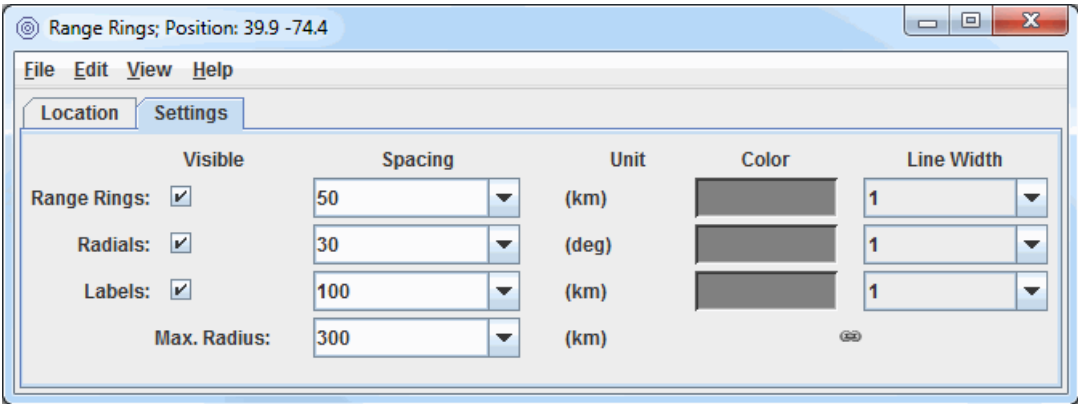 Range Rings; Position: 39.9 -74.4
File Edit View Help
Location Settings
Visible Spacing Unit Color Line Width
Range Rings: 50 (km) 1
Radials: 30 (deg) 1
Labels: 100 (km) 1
Max. Radius: 300 (km)